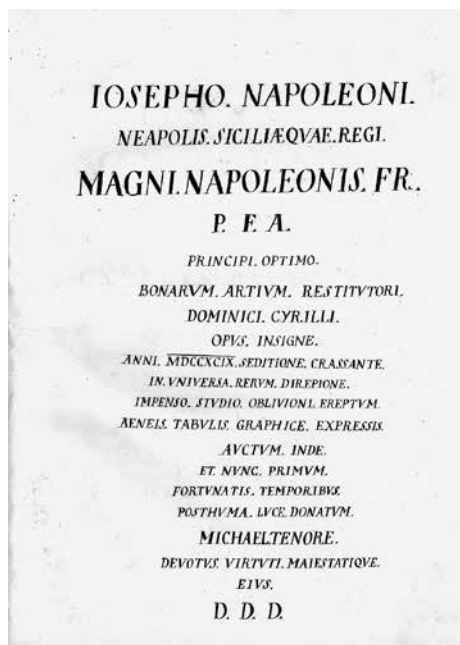 IOSEPHO. NAPOLEONI.
NEAPOLIS. SICILIÆQVAE. REGI.
MAGNI. NAPOLEONIS. FR.
P. F. A.
PRINCIPI. OPTIMO.
BONARVM. ARTIVM. RESTITVTORI.
DOMINICI. CYRILLI.
OPVS. INSIGNE.
ANNI. MDCCXCIX. SEDITIONE. CRASSANTE.
IN. VNIVERSA. RERVM. DIREPIONE.
IMPENSO. STVDIO. OBLIVIONI. EREPTVM.
AENEIS. TABVLIS. GRAPHICE. EXPRESSIS.
AVCTVM. INDE.
ET. NVNC. PRIMVM.
FORTVNATIS. TEMPORIBVS.
POSTHVMA. LVCE. DONATVM.
MICHAEL.TENORE.
DEVOTVS. VIRTVTI. MAIESTATIQVE.
EIVS.
D. D. D.